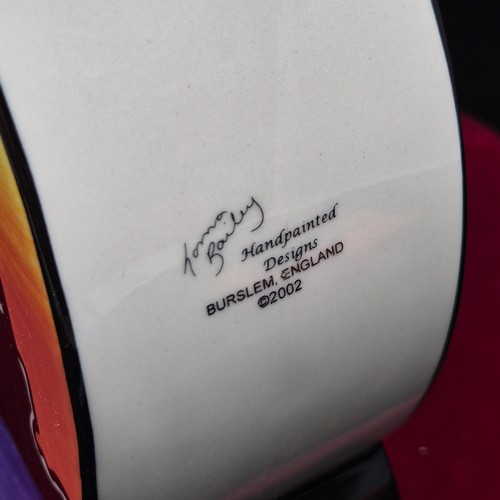 Lorna
Bailey
Handpainted
Designs
BURSLEM, ENGLAND
©2002